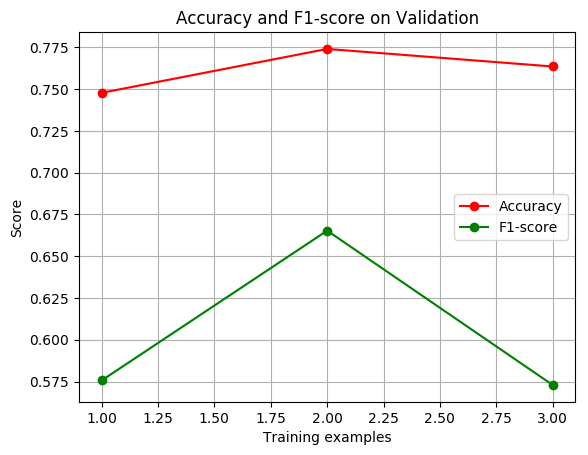 Accuracy and F1-score on Validation
0.775
0.750
0.725
0.700
0.675
0.650
0.625
0.600
0.575
Score
Accuracy
F1-score
1.00 1.25 1.50 1.75 2.00 2.25 2.50 2.75 3.00
Training examples